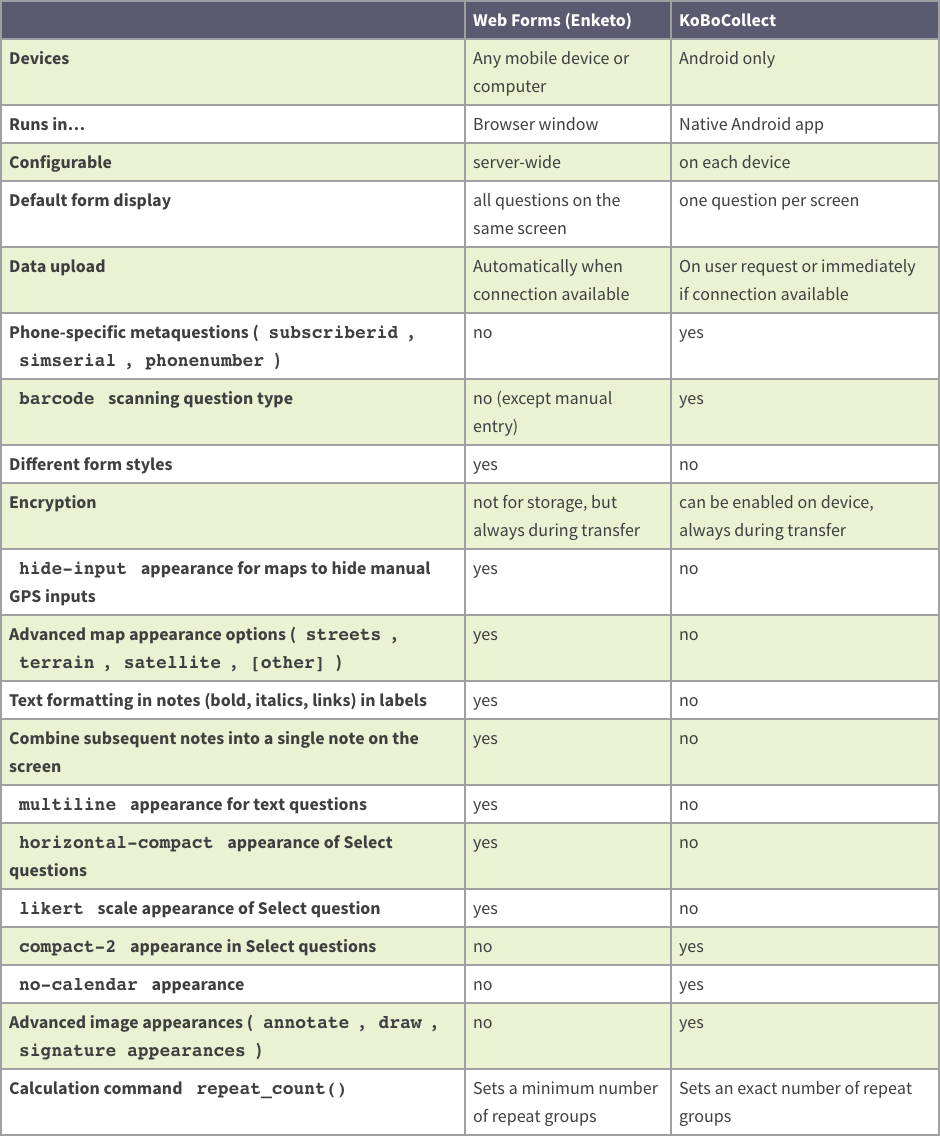 Web Forms (Enketo) KoBoCollect
Devices Any mobile device or Android only
computer
Runs in… Browser window Native Android app
Configurable server-wide on each device
Default form display all questions on the one question per screen
same screen
Data upload Automatically when On user request or immediately
connection available if connection available
Phone-specific metaquestions ( subscriberid , no yes
simserial , phonenumber )
barcode scanning question type no (except manual yes
entry)
Different form styles yes no
Encryption not for storage, but can be enabled on device,
always during transfer always during transfer
hide-input appearance for maps to hide manual yes no
GPS inputs
Advanced map appearance options ( streets , yes no
terrain , satellite , [other] )
Text formatting in notes (bold, italics, links) in labels yes no
Combine subsequent notes into a single note on the yes no
screen
multiline appearance for text questions yes no
horizontal-compact appearance of Select yes no
questions
likert scale appearance of Select question yes no
compact-2 appearance in Select questions no yes
no-calendar appearance no yes
Advanced image appearances ( annotate , draw , no yes
signature appearances )
Calculation command repeat_count() Sets a minimum number Sets an exact number of repeat
of repeat groups groups